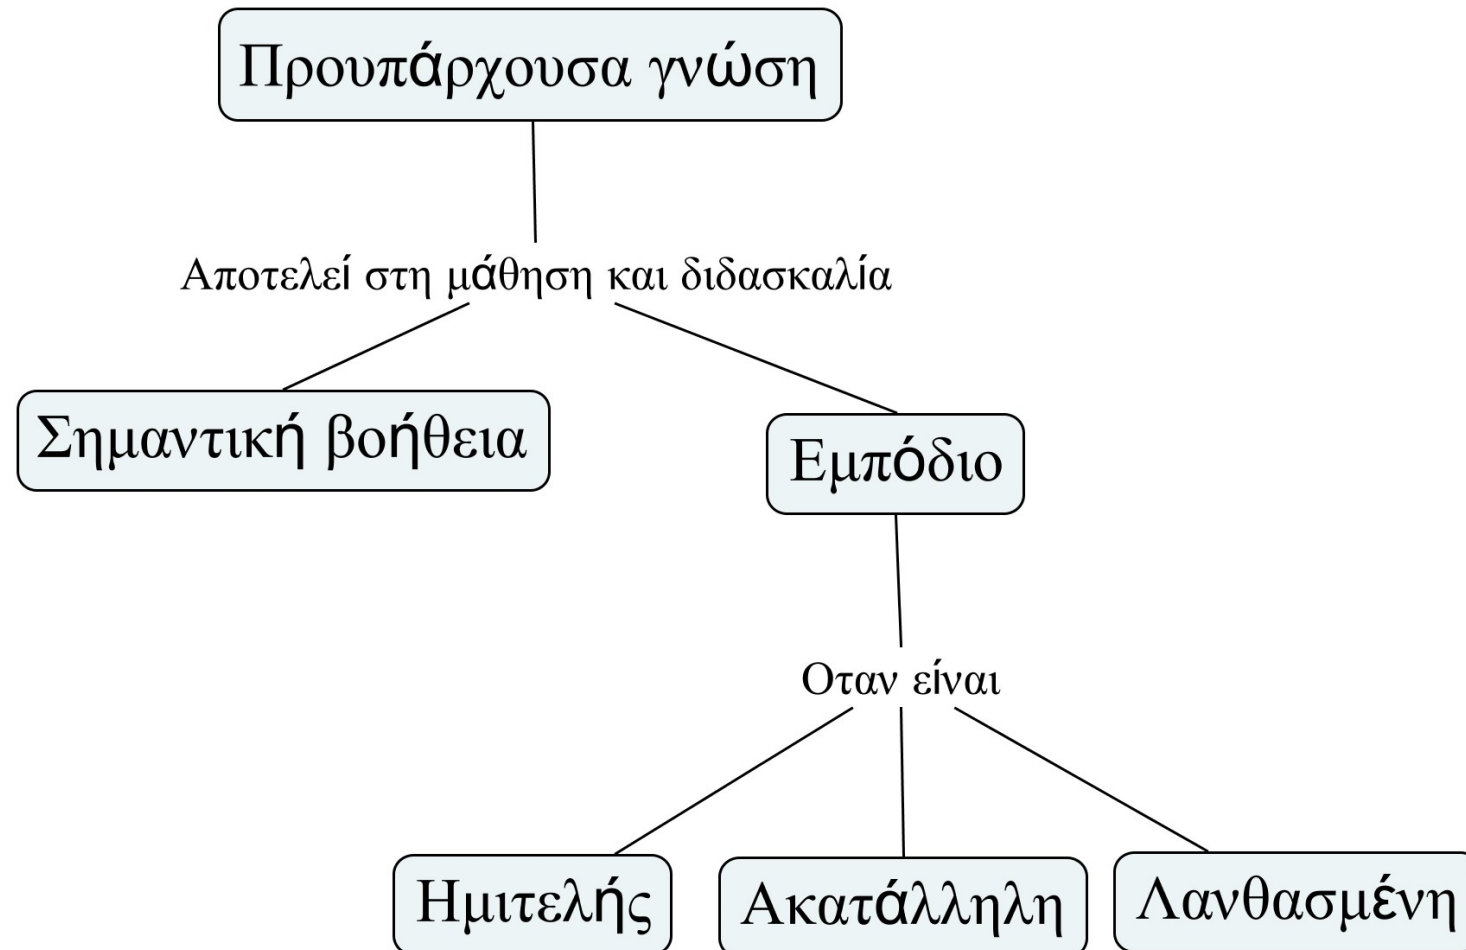 Προυπάρχουσα γνώση
Αποτελεί στη μάθηση και διδασκαλία
Σημαντική βοήθεια
Εμπόδιο
Οταν είναι
Ημιτελής
Ακατάλληλη
Λανθασμένη